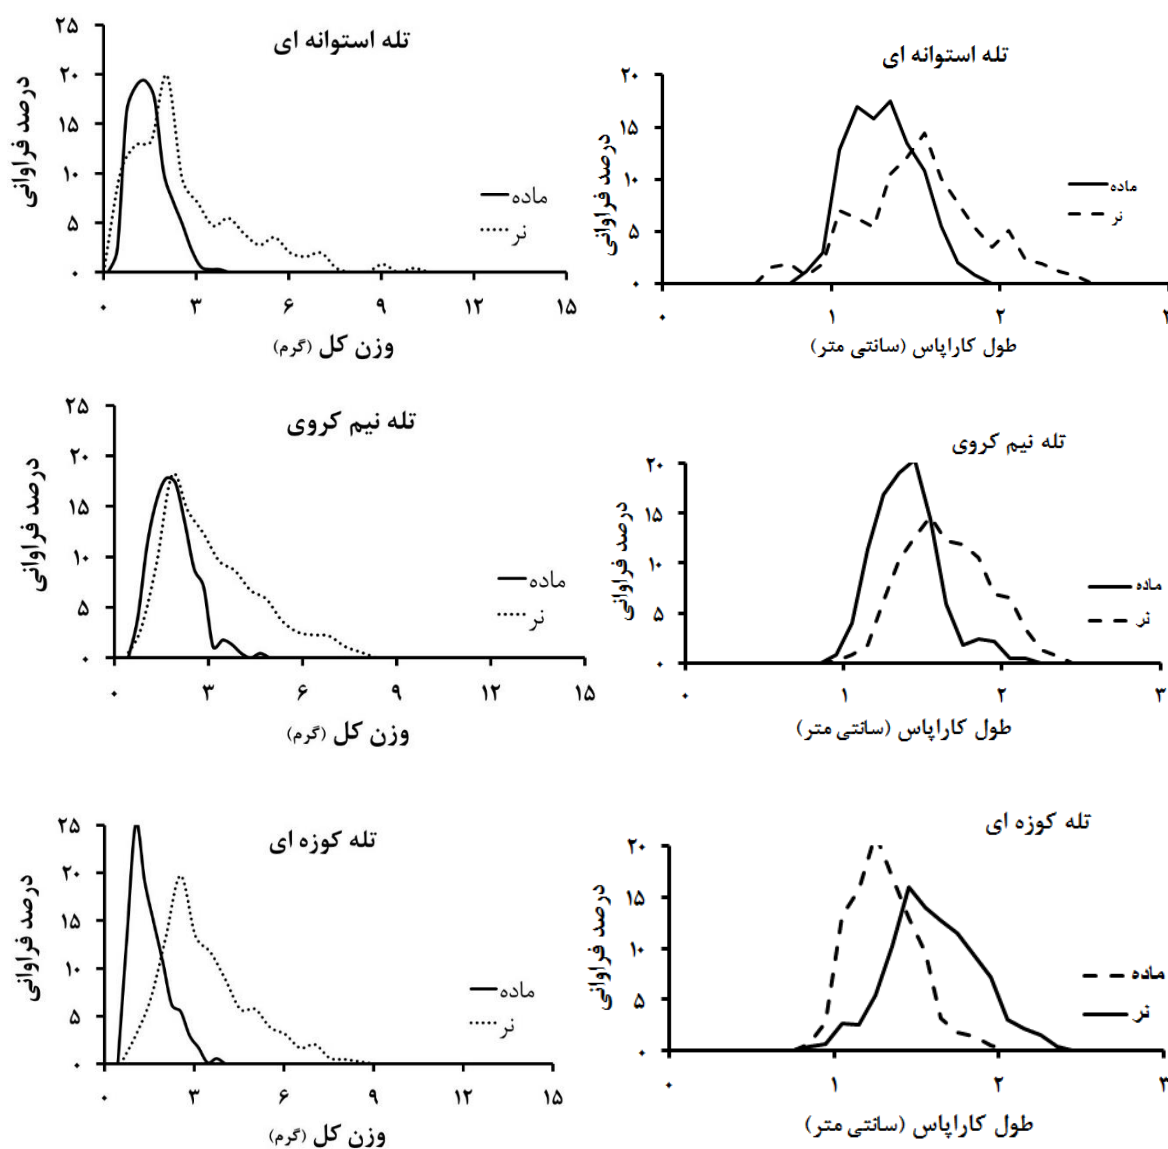 تله استوانه ای
درصد فراوانی
۲۵
۲۰
۱۵
۱۰
۵
۰
ماده
نر
۰ ۳ ۶ ۹ ۱۲ ۱۵
وزن کل (گرم)
تله استوانه ای
درصد فراوانی
۲۰
۱۵
۱۰
۵
۰
ماده
نر
۰ ۱ ۲
طول کاراپاس (سانتی متر)
تله نیم کروی
درصد فراوانی
۲۵
۲۰
۱۵
۱۰
۵
۰
ماده
نر
۰ ۳ ۶ ۹ ۱۲ ۱۵
وزن کل (گرم)
تله نیم کروی
درصد فراوانی
۲۰
۱۵
۱۰
۵
۰
ماده
نر
۰ ۱ ۲ ۳
طول کاراپاس (سانتی متر)
تله کوزه ای
درصد فراوانی
۲۵
۲۰
۱۵
۱۰
۵
۰
ماده
نر
۰ ۳ ۶ ۹ ۱۲ ۱۵
وزن کل (گرم)
تله کوزه ای
درصد فراوانی
۲۰
۱۵
۱۰
۵
۰
ماده
نر
۰ ۱ ۲ ۳
طول کاراپاس (سانتی متر)